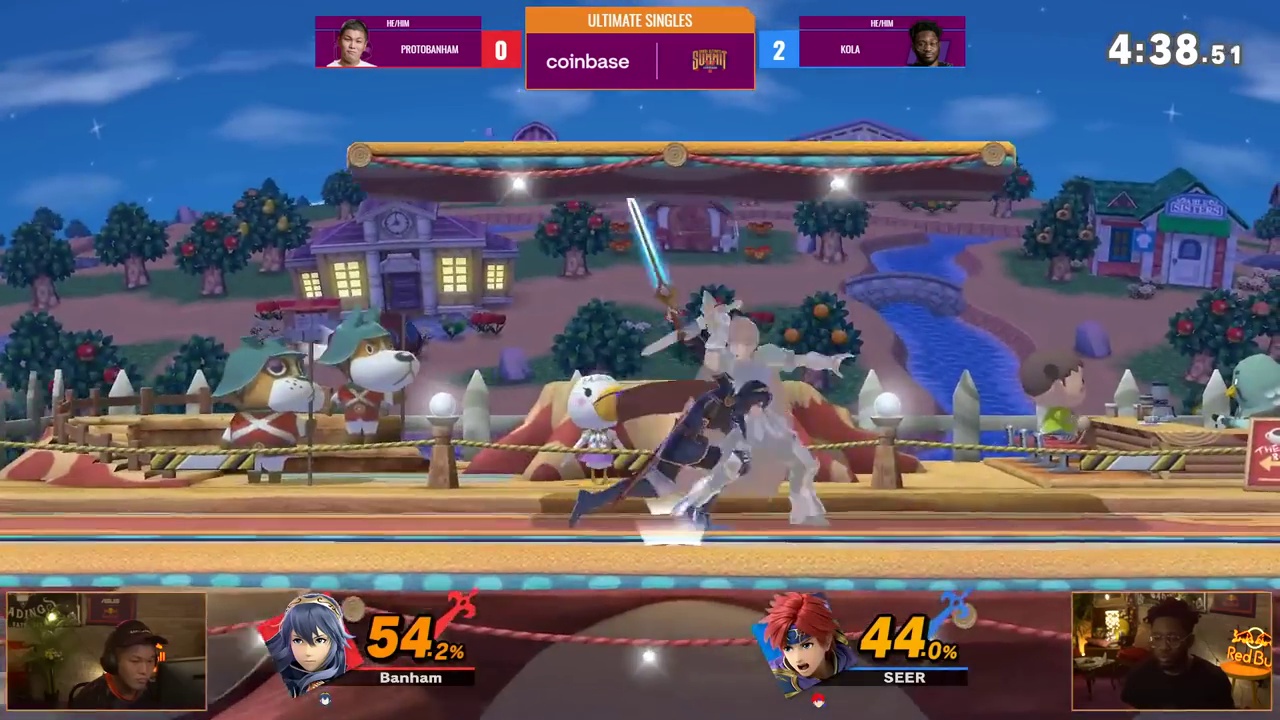 HE/HIM
PROTOBANHAM
0
ULTIMATE SINGLES
coinbase
SUMMIT
2
HE/HIM
KOLA
4:38.51
SISTERS
ASUS
54.2%
Banham
44.0%
SEER
Red Bu